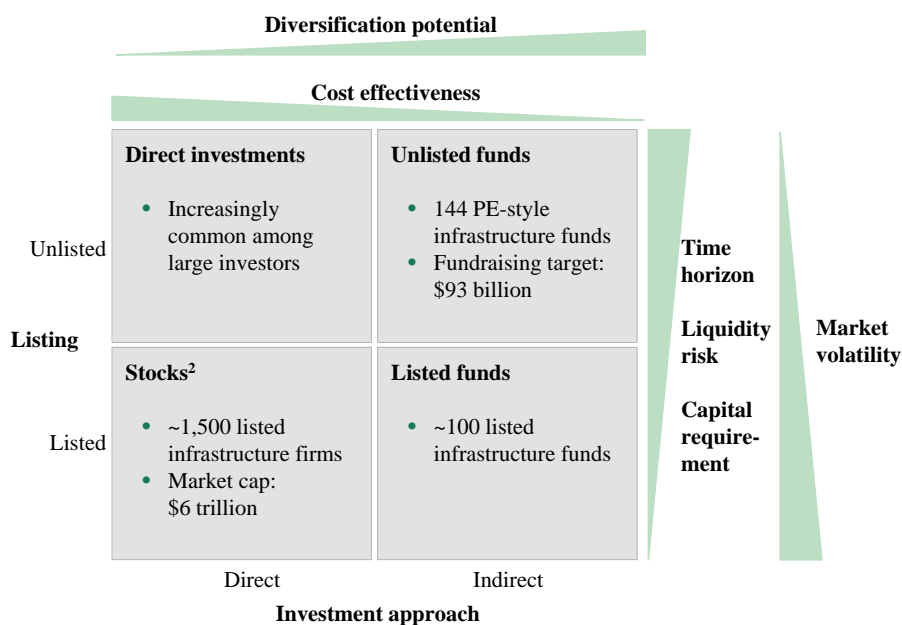 Diversification potential
Cost effectiveness
Direct investments
• Increasingly
common among
large investors
Unlisted funds
• 144 PE-style
infrastructure funds
• Fundraising target:
$93 billion
Unlisted
Listing
Stocks²
• ~1,500 listed
infrastructure firms
• Market cap:
$6 trillion
Listed funds
• ~100 listed
infrastructure funds
Listed
Time
horizon
Liquidity
risk
Capital
require-
ment
Market
volatility
Direct
Indirect
Investment approach